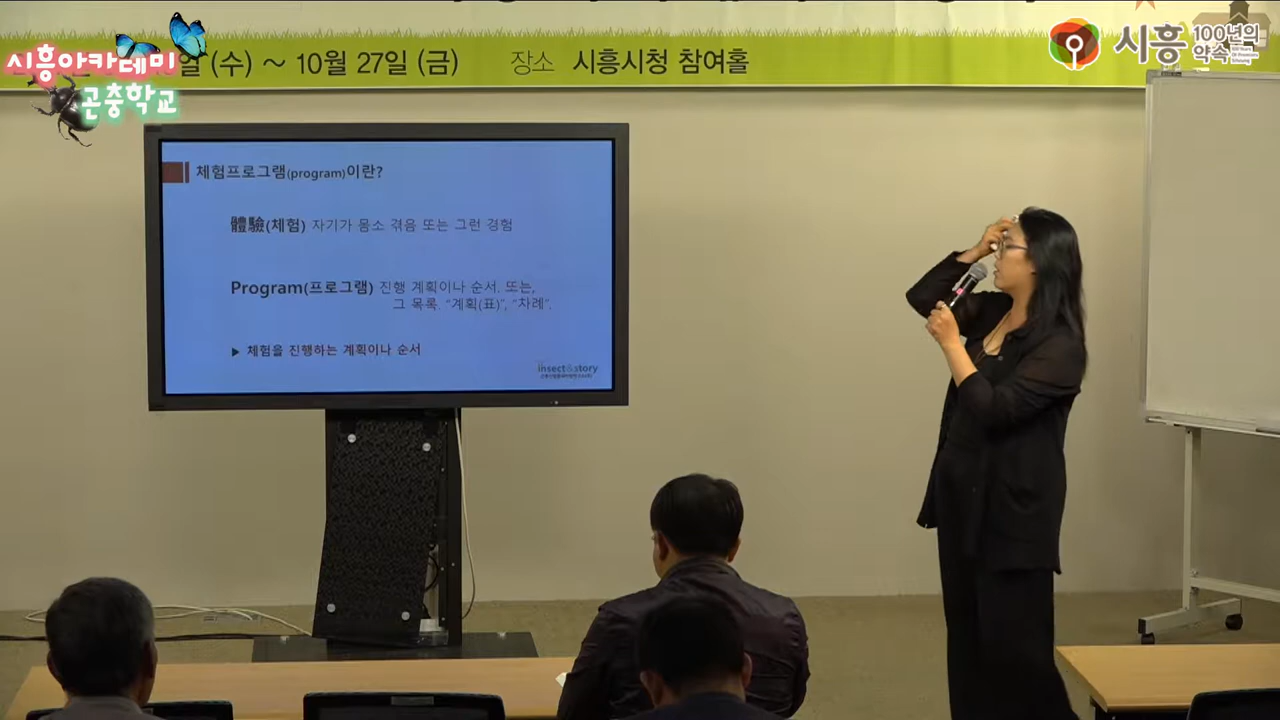 시흥아카데미
곤충학교
일 (수) ~ 10월 27일 (금) 장소 시흥시청 참여홀
시흥 100년의 약속
체험프로그램(program)이란?
體驗(체험) 자기가 몸소 겪음 또는 그런 경험
Program(프로그램) 진행 계획이나 순서. 또는,
그 목록. "계획(표)", "차례".
▶ 체험을 진행하는 계획이나 순서
insect&story